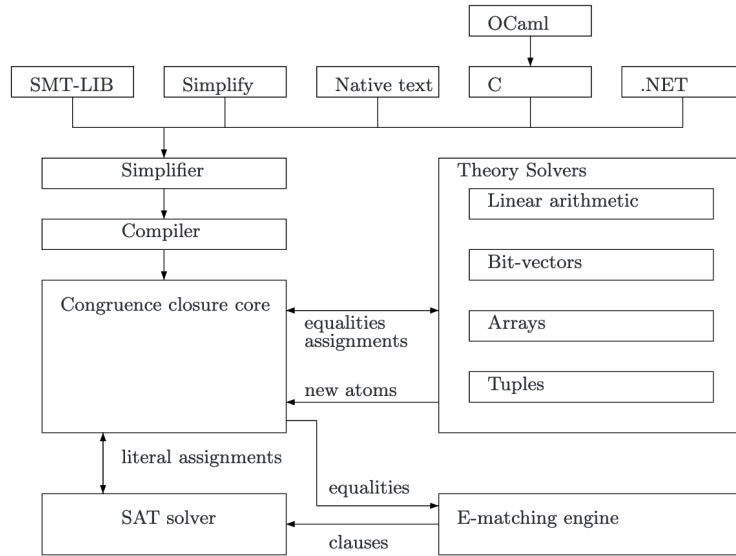 OCaml
SMT-LIB
Simplify
Native text
C
.NET
Simplifier
Compiler
Congruence closure core
Theory Solvers
Linear arithmetic
Bit-vectors
Arrays
Tuples
equalities
assignments
new atoms
literal assignments
equalities
SAT solver
E-matching engine
clauses